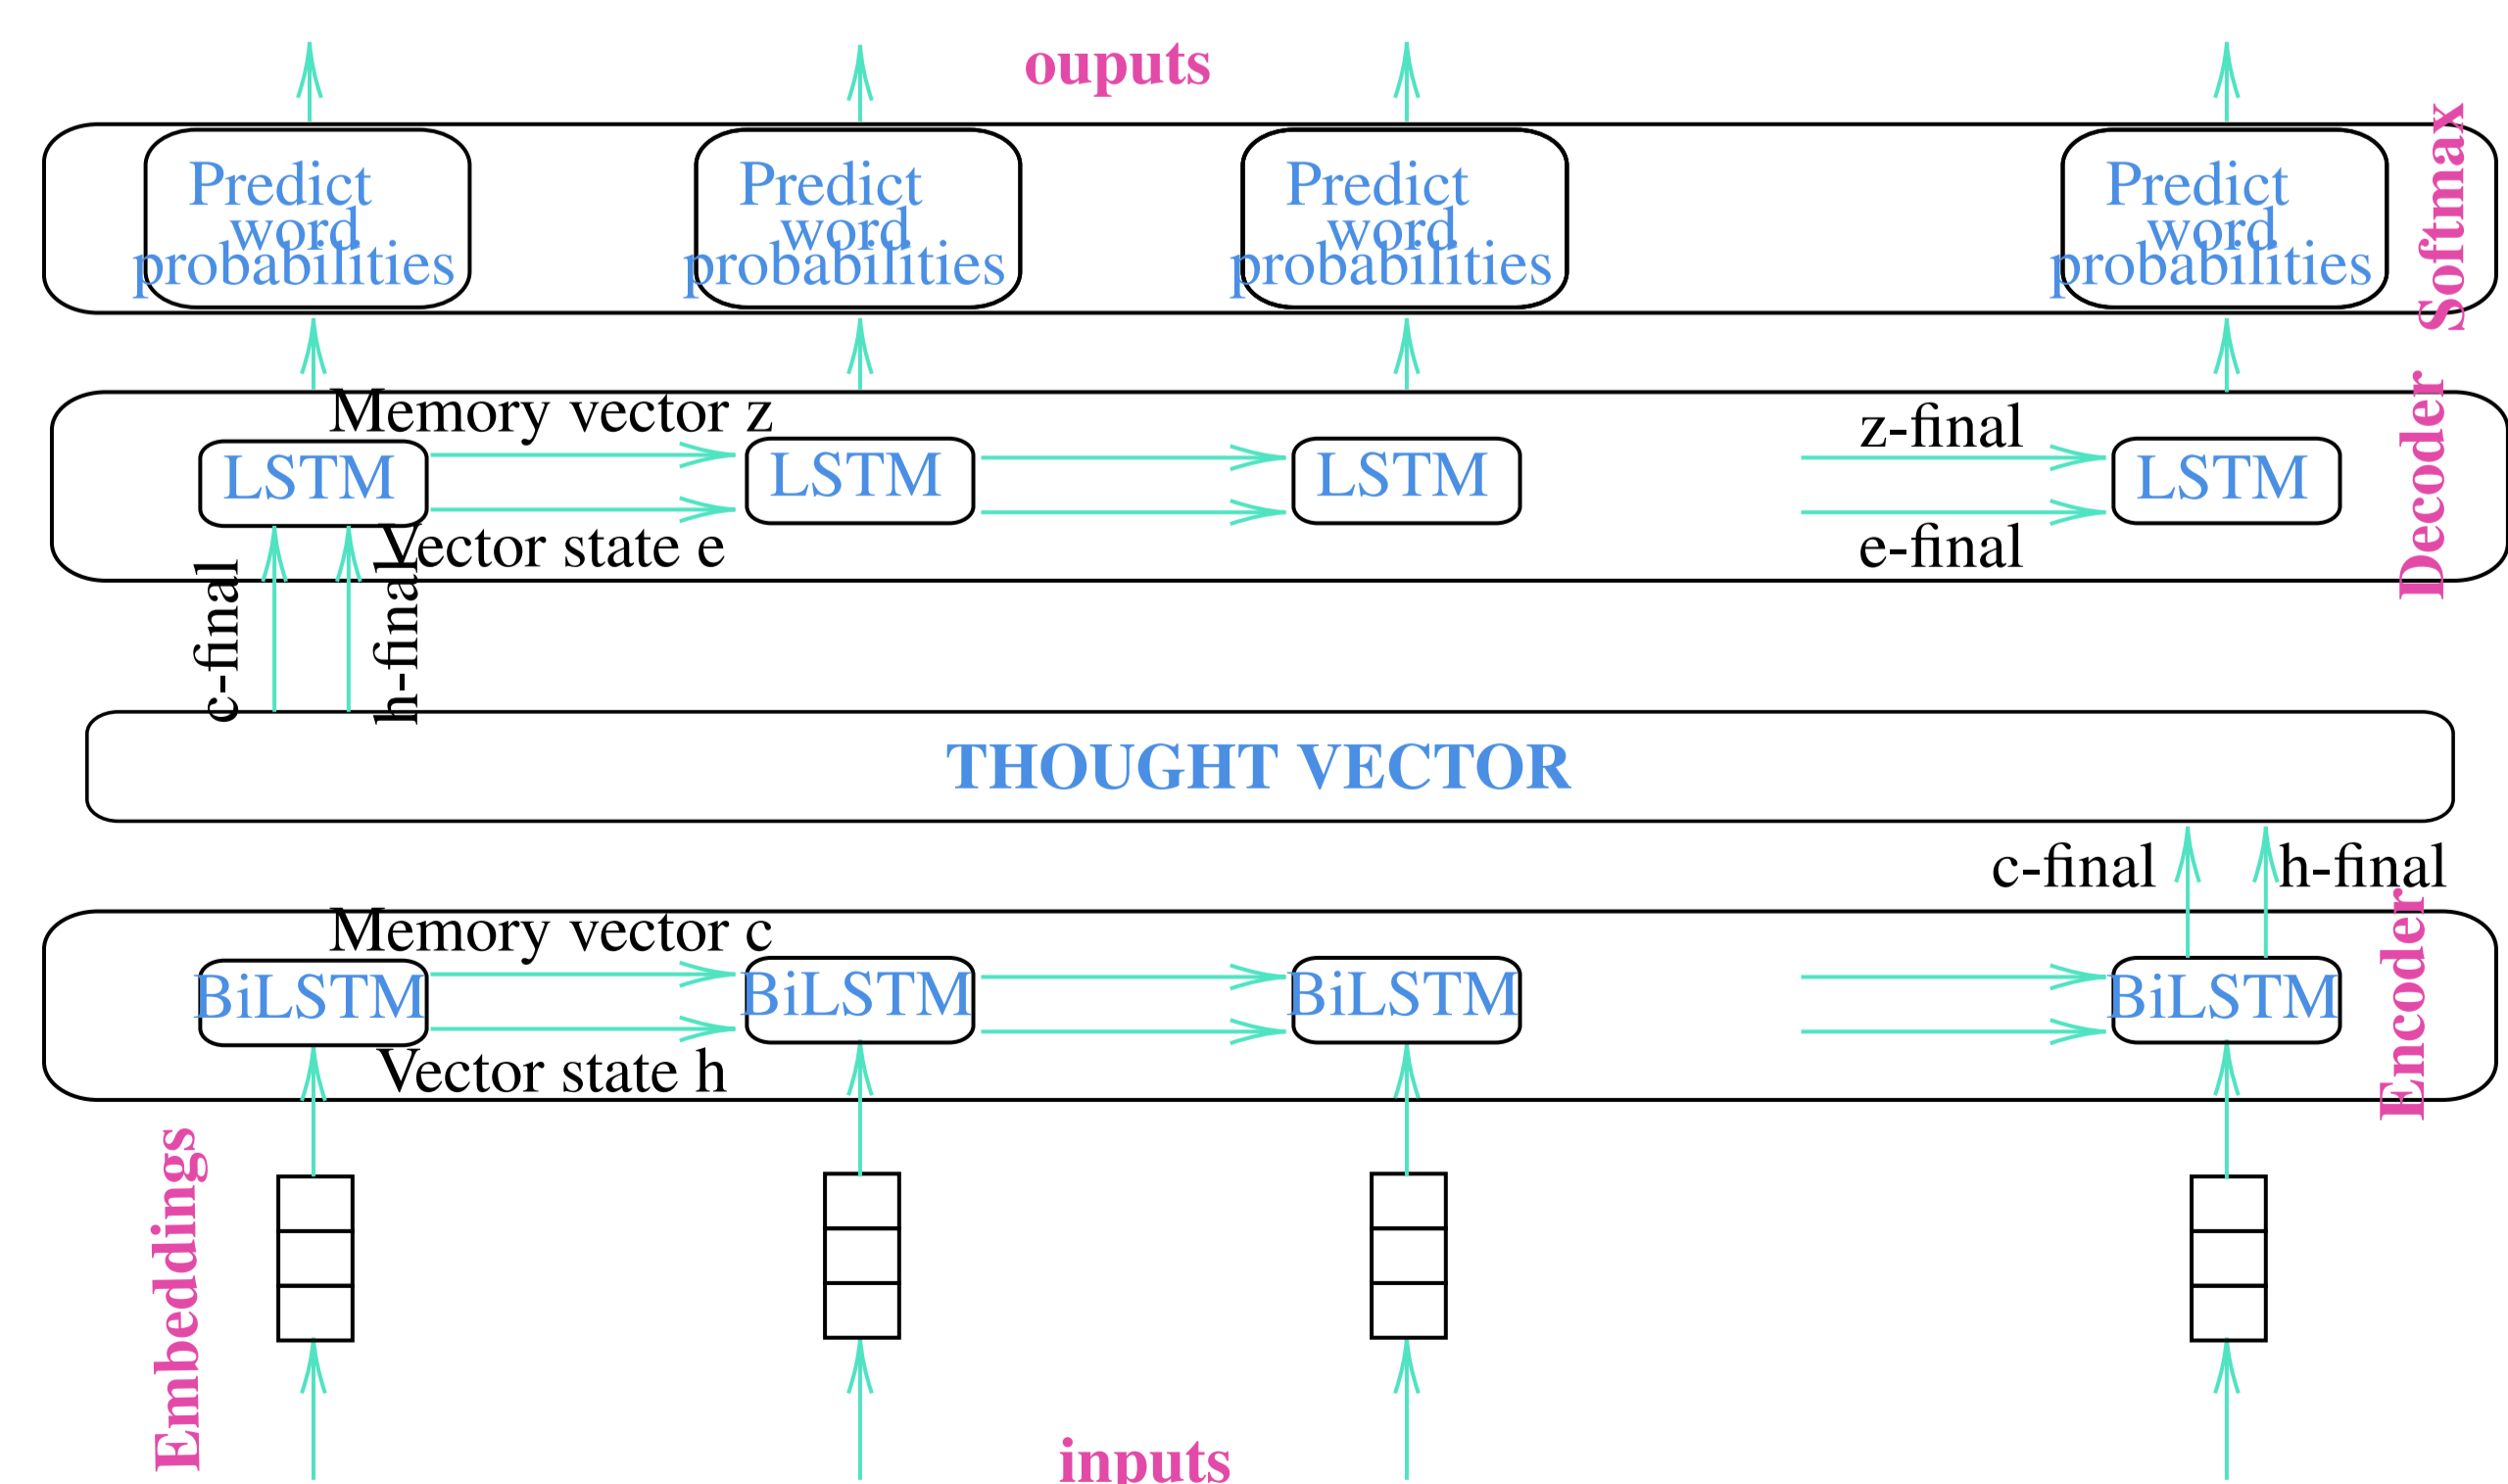 ouputs
Predict
word
probabilities
Predict
word
probabilities
Predict
word
probabilities
Predict
word
probabilities
Softmax
Memory vector z
z-final
LSTM
LSTM
LSTM
LSTM
Vector state e
e-final
Decoder
c-final
h-final
THOUGHT VECTOR
c-final
h-final
Memory vector c
BiLSTM
BiLSTM
BiLSTM
BiLSTM
Vector state h
Encoder
Embeddings
inputs